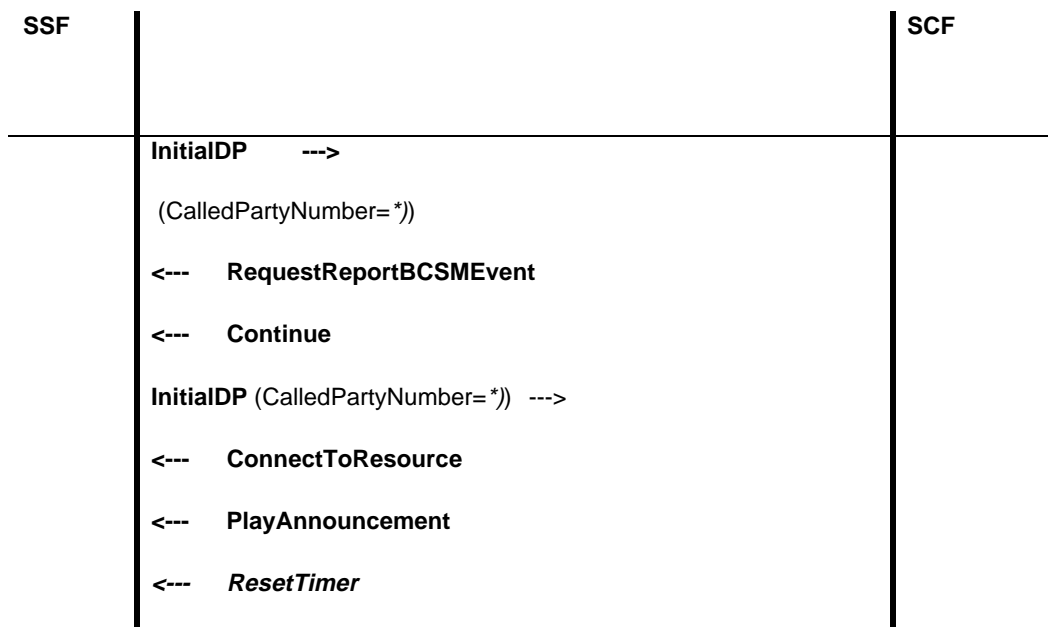 SSF SCF
InitialDP --->
(CalledPartyNumber=*))
<--- RequestReportBCSMEvent
<--- Continue
InitialDP (CalledPartyNumber=*)) --->
<--- ConnectToResource
<--- PlayAnnouncement
<--- ResetTimer